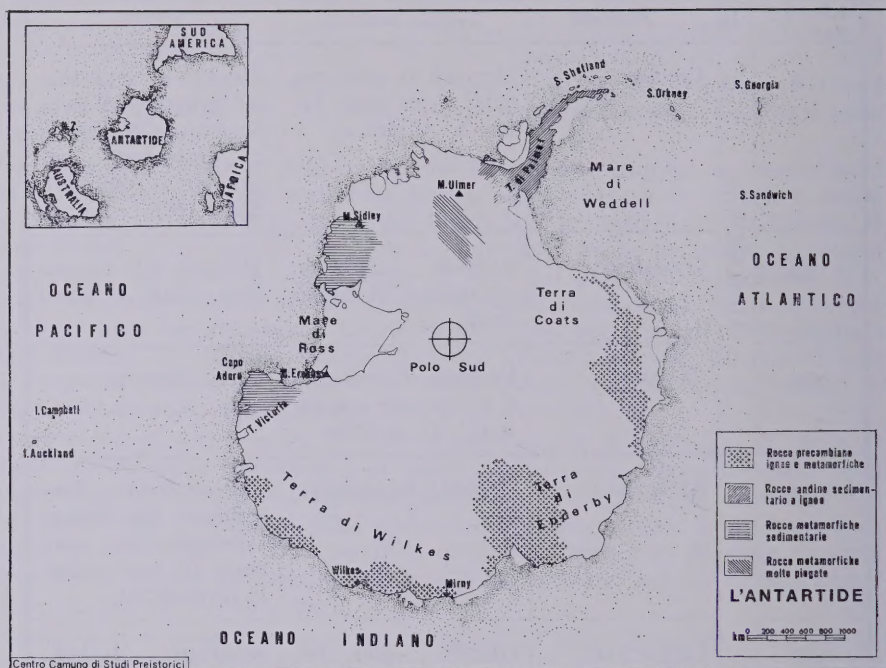 SUD
AMERICA
N.Z.
ANTARTIDE
AUSTRALIA
AFRICA
S. Shetland
S.Orkney
S.Georgia
T. di Palmer
Mare
di
Weddell
M.Ulmer
M.Sidley
S.Sandwich
OCEANO
PACIFICO
OCEANO
ATLANTICO
Terra
di
Coats
Mare
di
Ross
Polo Sud
Capo
Adare
M.Erebus
I.Campbell
I.Auckland
T. Victoria
Terra di Wilkes
Terra
di
Enderby
Wilkes
Mirny
OCEANO INDIANO
Rocce precambiane
ignee e metamorfiche
Rocce andine sedimen-
tario e ignee
Rocce metamorfiche
sedimentarie
Rocce metamorfiche
molto piegate
L'ANTARTIDE
km 0 200 400 600 800 1000
Centro Camuno di Studi Preistorici